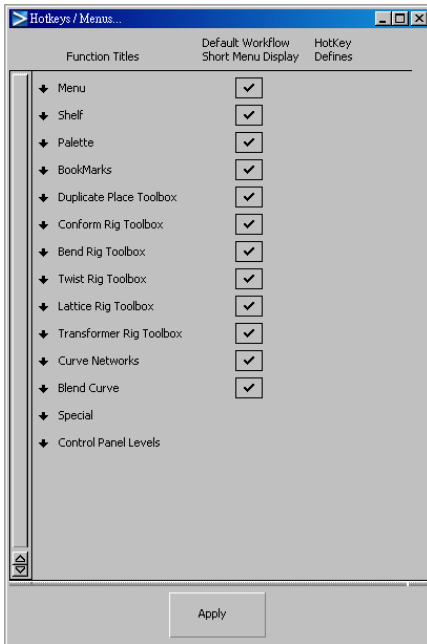 Hotkeys / Menus...
Default Workflow HotKey
Function Titles Short Menu Display Defines
Menu
Shelf
Palette
BookMarks
Duplicate Place Toolbox
Conform Rig Toolbox
Bend Rig Toolbox
Twist Rig Toolbox
Lattice Rig Toolbox
Transformer Rig Toolbox
Curve Networks
Blend Curve
Special
Control Panel Levels
Apply